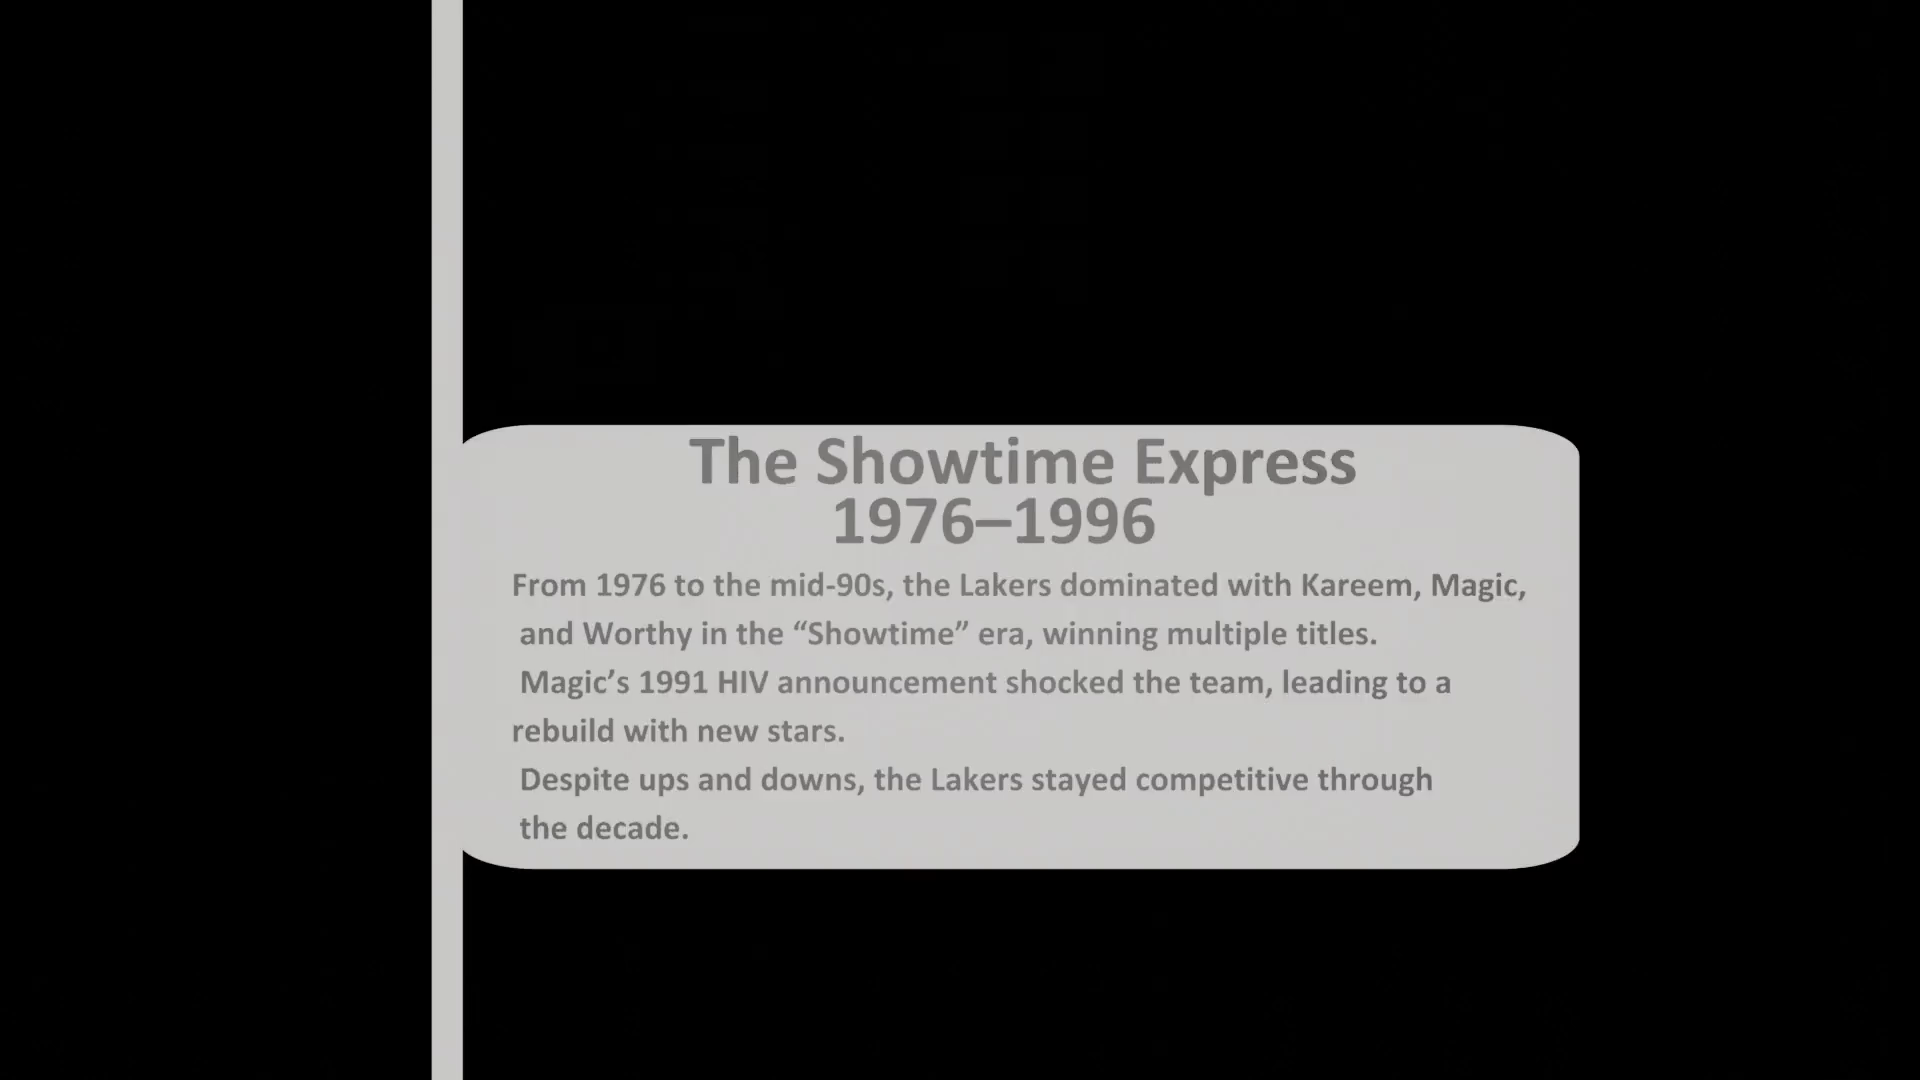 The Showtime Express
1976–1996
From 1976 to the mid-90s, the Lakers dominated with Kareem, Magic,
and Worthy in the “Showtime” era, winning multiple titles.
Magic’s 1991 HIV announcement shocked the team, leading to a
rebuild with new stars.
Despite ups and downs, the Lakers stayed competitive through
the decade.